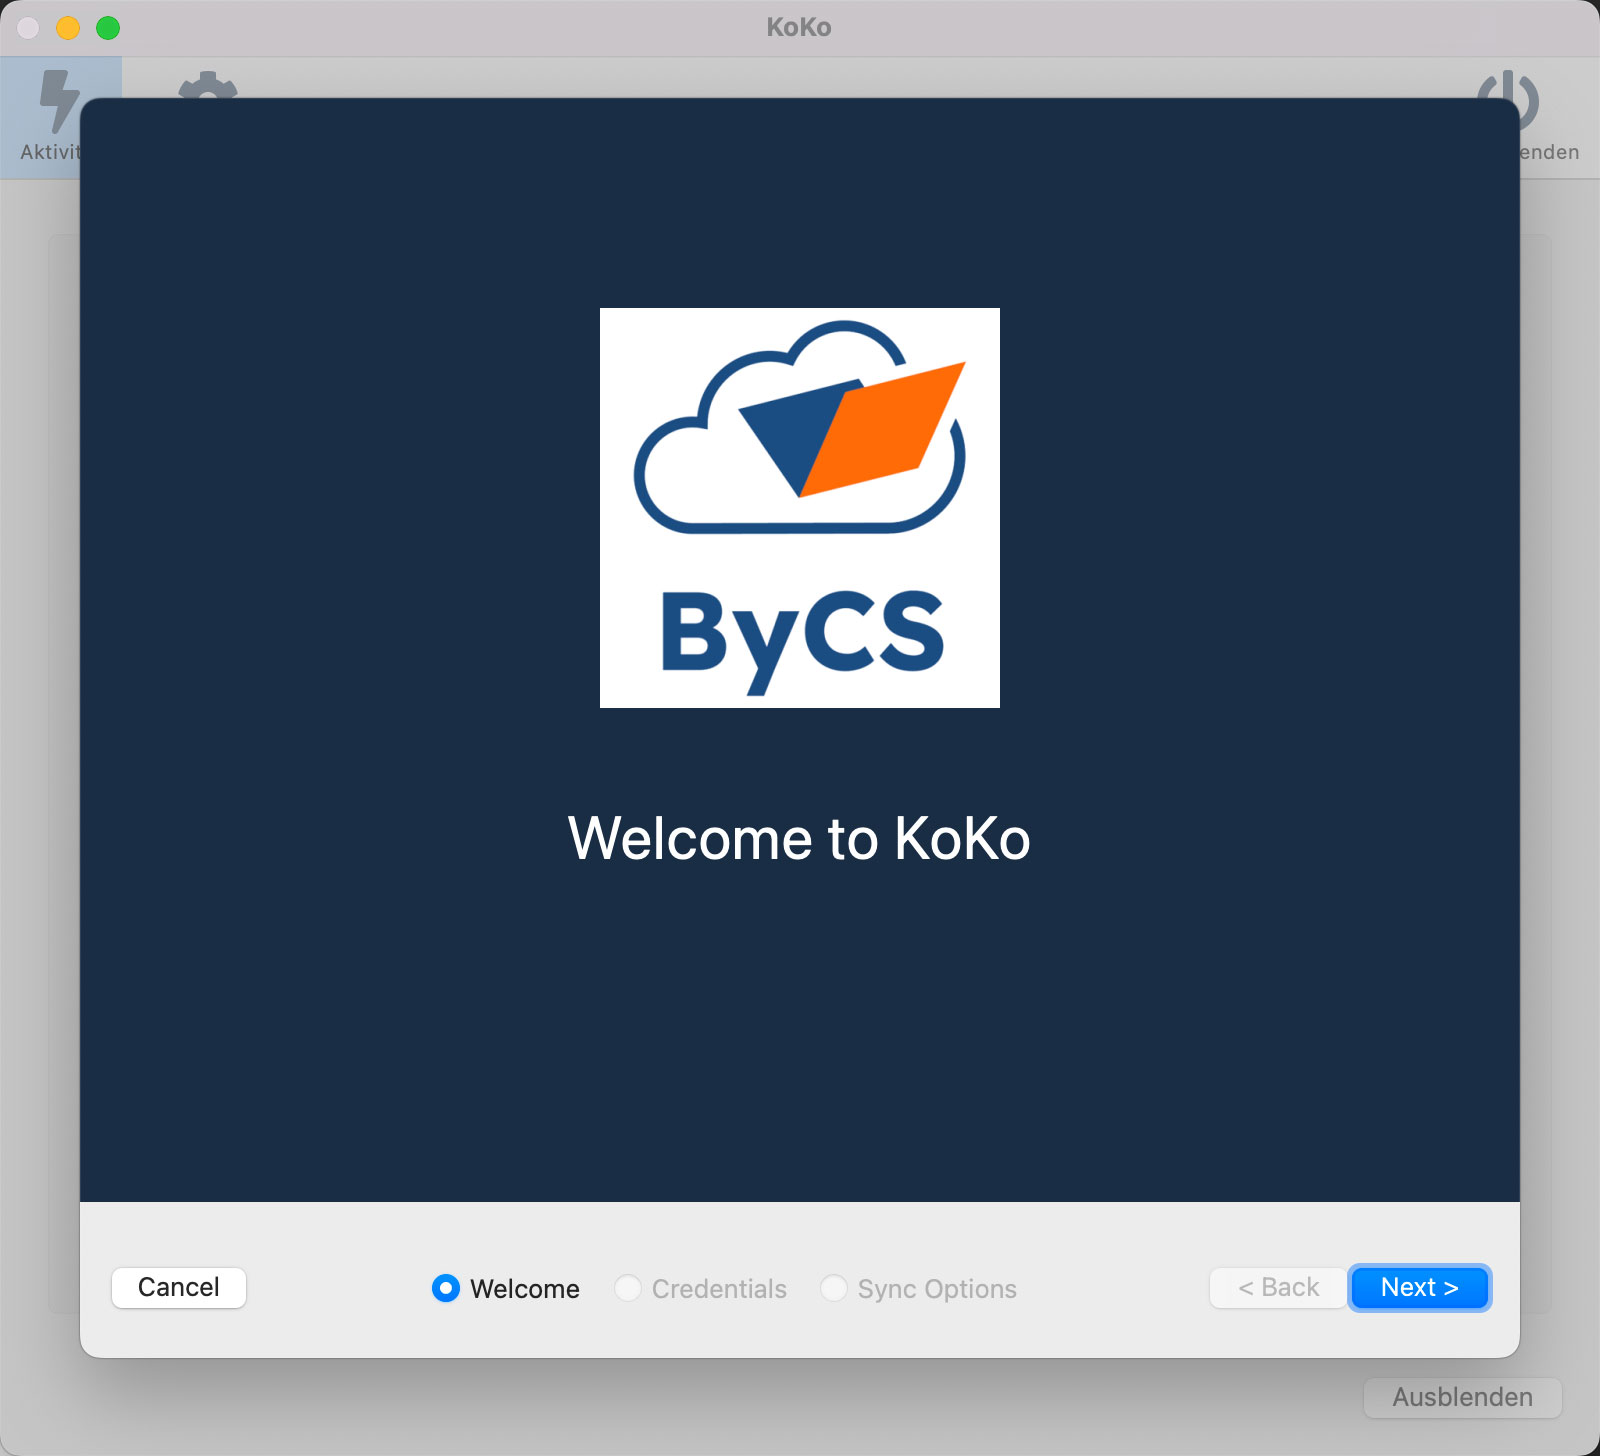 KoKo
Aktivit
enden
ByCS
Welcome to KoKo
Cancel
Welcome
Credentials
Sync Options
< Back
Next >
Ausblenden